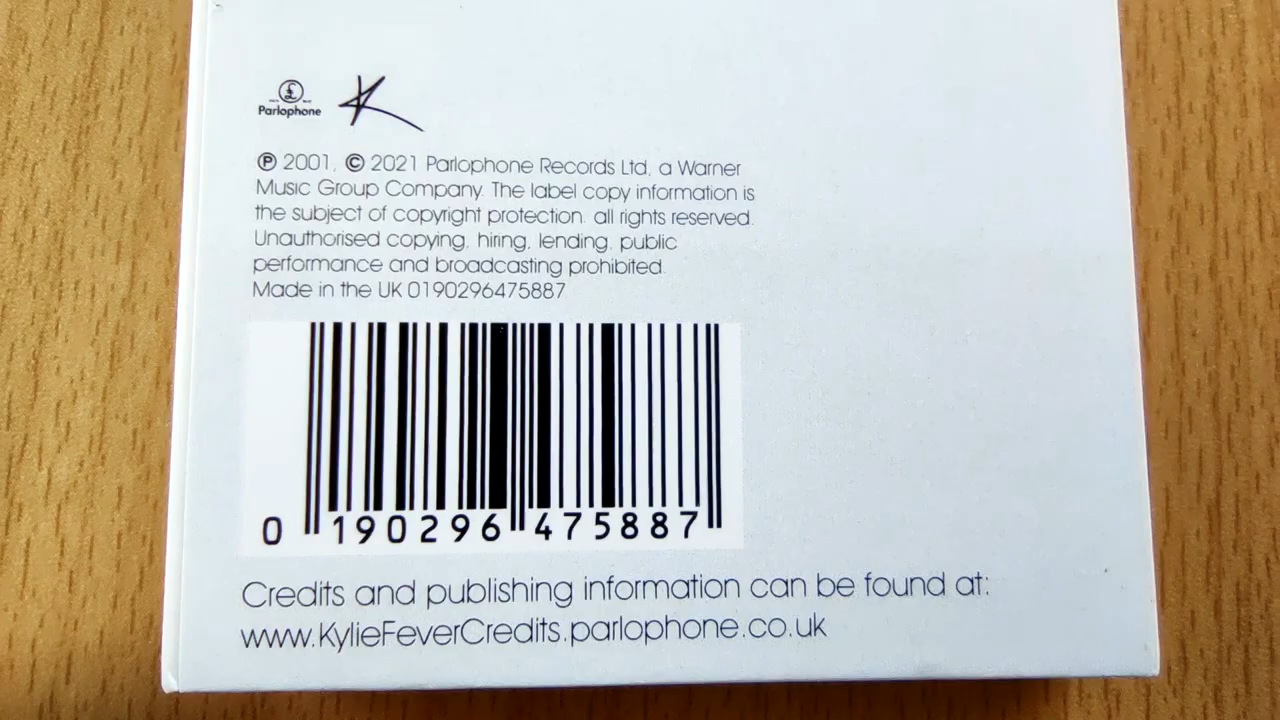 Parlophone K
℗ 2001, © 2021 Parlophone Records Ltd, a Warner
Music Group Company. The label copy information is
the subject of copyright protection. all rights reserved.
Unauthorised copying, hiring, lending, public
performance and broadcasting prohibited.
Made in the UK 0190296475887
0 190296 475887
Credits and publishing information can be found at:
www.KylieFeverCredits.parlophone.co.uk